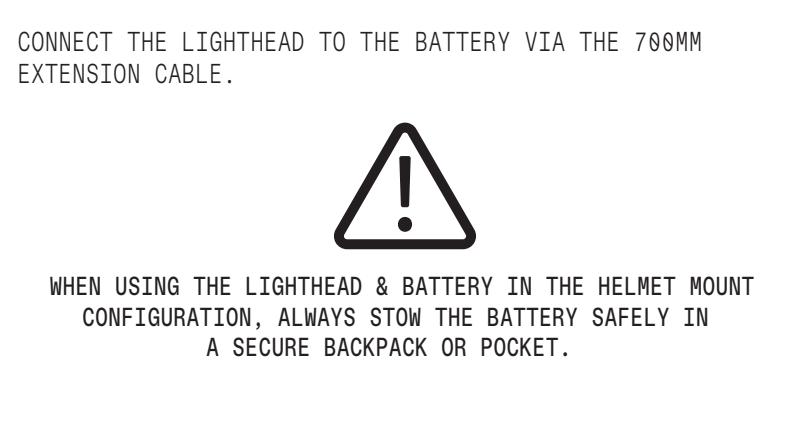 CONNECT THE LIGHTHEAD TO THE BATTERY VIA THE 700MM
EXTENSION CABLE.
WHEN USING THE LIGHTHEAD & BATTERY IN THE HELMET MOUNT
CONFIGURATION, ALWAYS STOW THE BATTERY SAFELY IN
A SECURE BACKPACK OR POCKET.